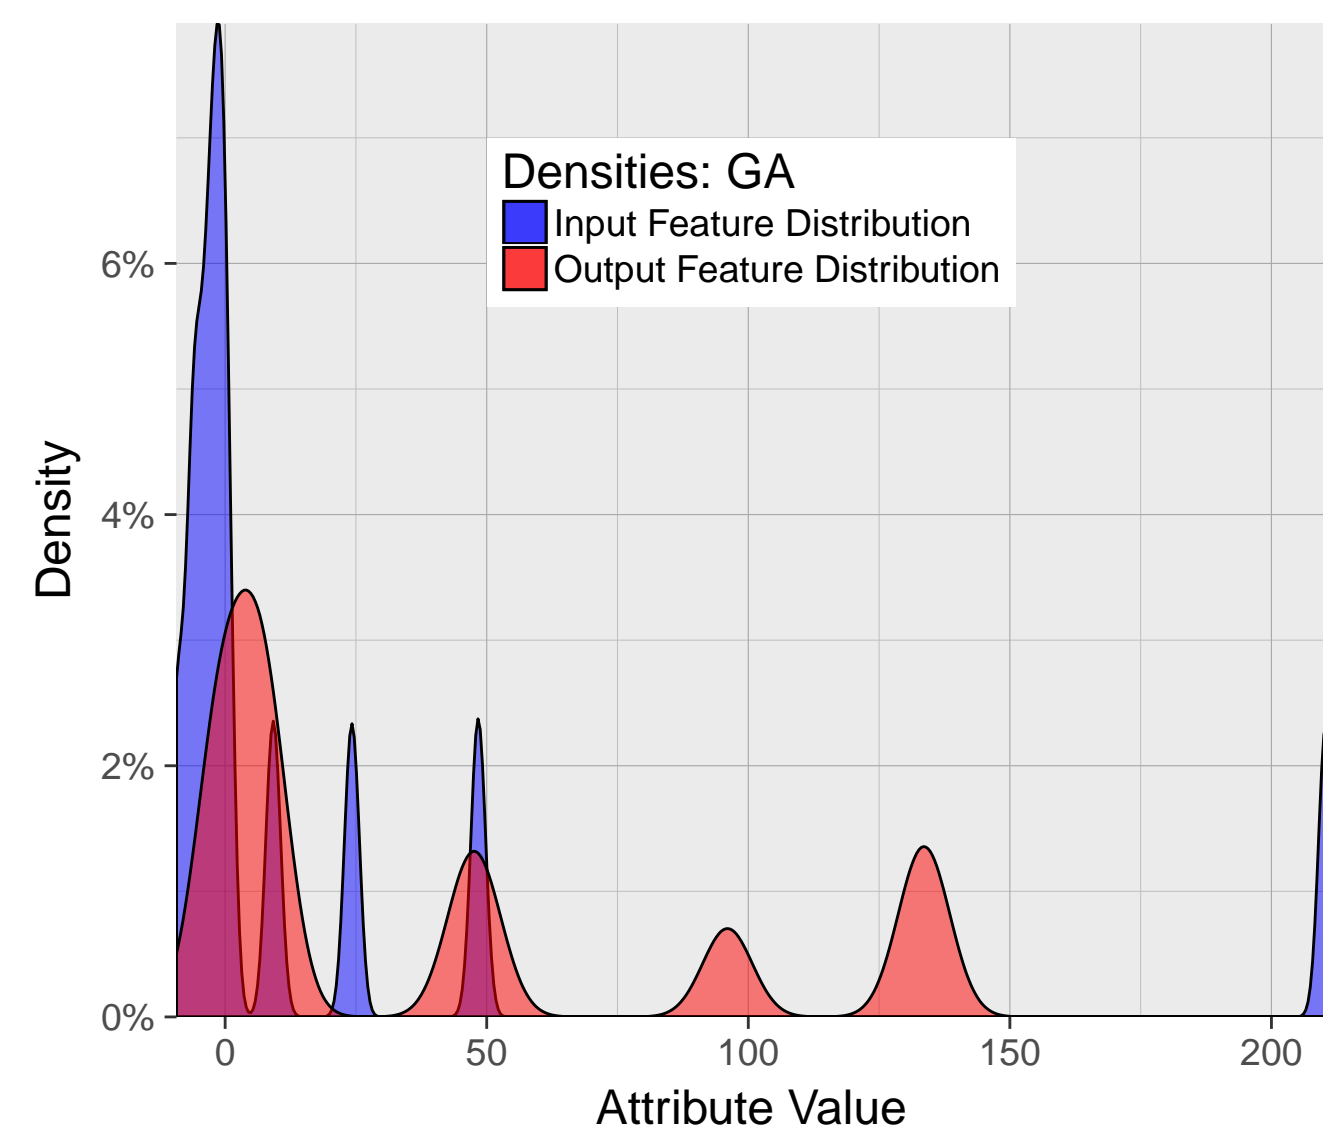 Densities: GA
Input Feature Distribution
Output Feature Distribution
6%
4%
2%
0%
Density
0 50 100 150 200
Attribute Value